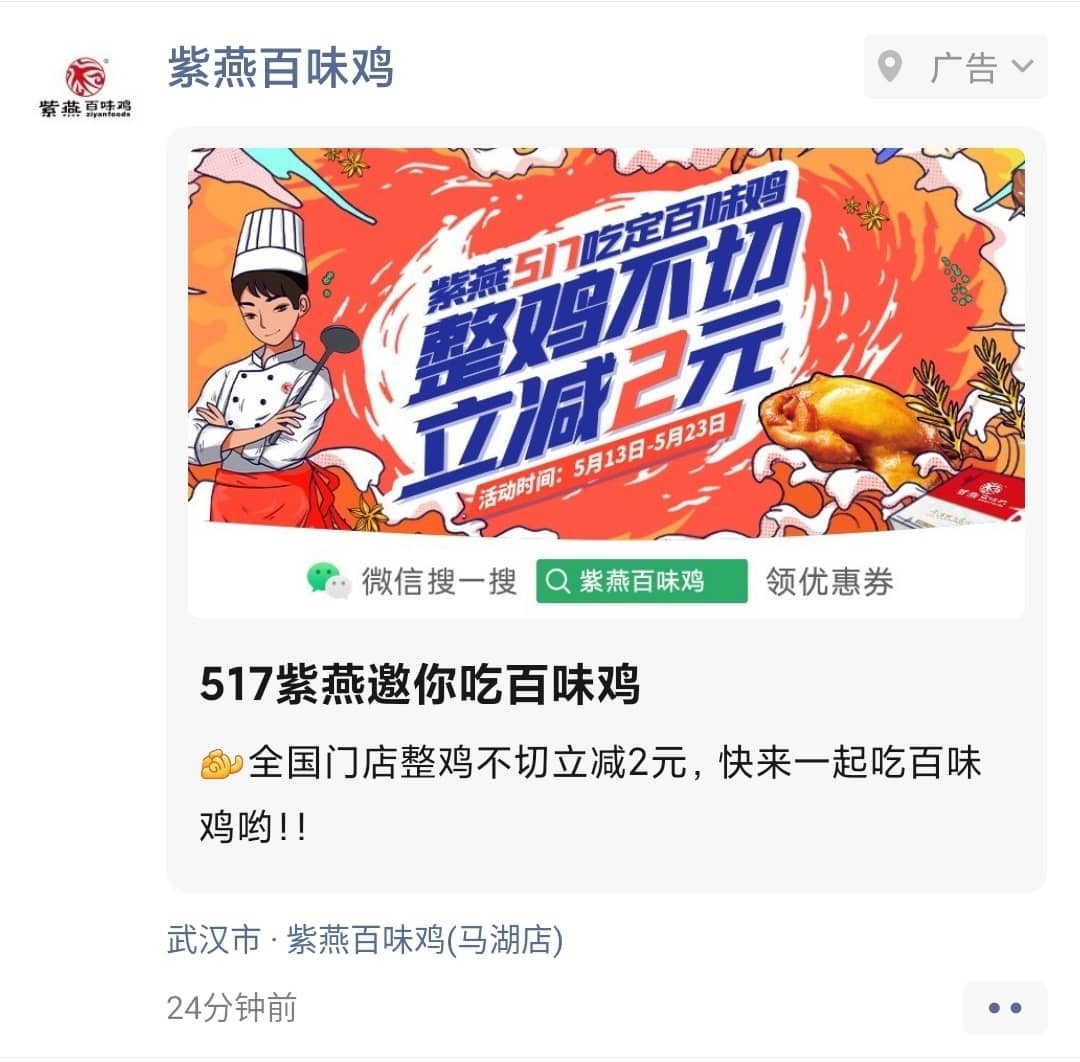 紫燕百味鸡
广告
紫燕百味鸡
ziyanfoods
紫燕517吃定百味鸡
整鸡不切
立减2元
活动时间：5月13日-5月23日
微信搜一搜 紫燕百味鸡 领优惠券
517紫燕邀你吃百味鸡
全国门店整鸡不切立减2元，快来一起吃百味
鸡哟！！
武汉市 · 紫燕百味鸡(马湖店)
24分钟前